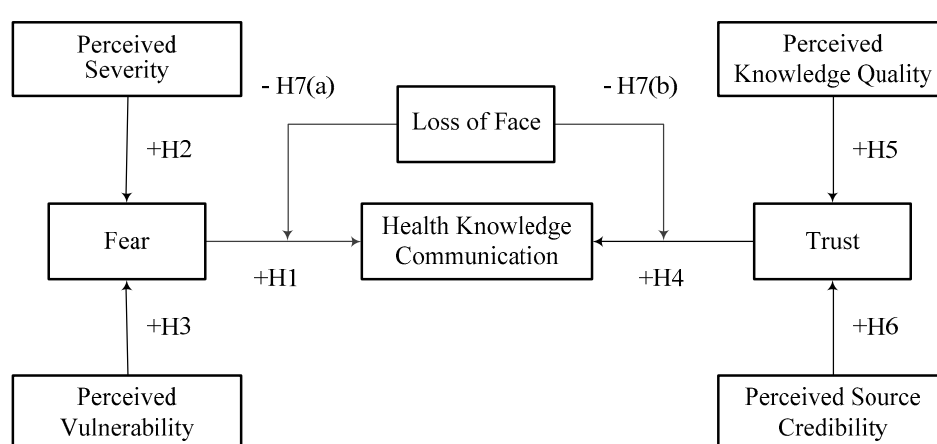 Perceived
Severity
Perceived
Knowledge Quality
- H7(a)
- H7(b)
Loss of Face
+H2
+H5
Fear
Health Knowledge
Communication
Trust
+H1
+H4
+H3
+H6
Perceived
Vulnerability
Perceived Source
Credibility